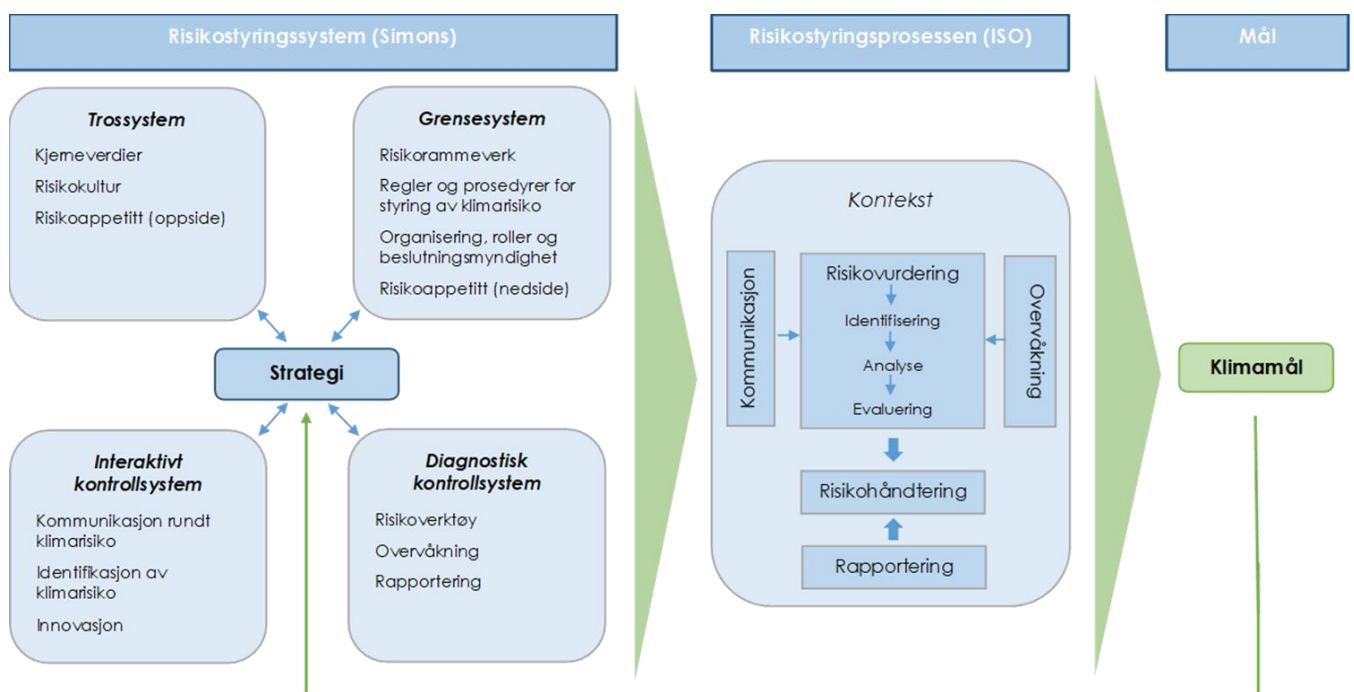 Risikostyringssystem (Simons)
Risikostyringsprosessen (ISO)
Mål
Trossystem
Kjerneverdier
Risikokultur
Risikoappetitt (oppside)
Grensesystem
Risikorammeverk
Regler og prosedyrer for
styring av klimarisiko
Organisering, roller og
beslutningsmyndighet
Risikoappetitt (nedside)
Strategi
Interaktivt
kontrollsystem
Kommunikasjon rundt
klimarisiko
Identifikasjon av
klimarisiko
Innovasjon
Diagnostisk
kontrollsystem
Risikoverktøy
Overvåkning
Rapportering
Kontekst
Kommunikasjon
Risikovurdering
Identifisering
Analyse
Evaluering
Overvåkning
Risikohåndtering
Rapportering
Klimamål